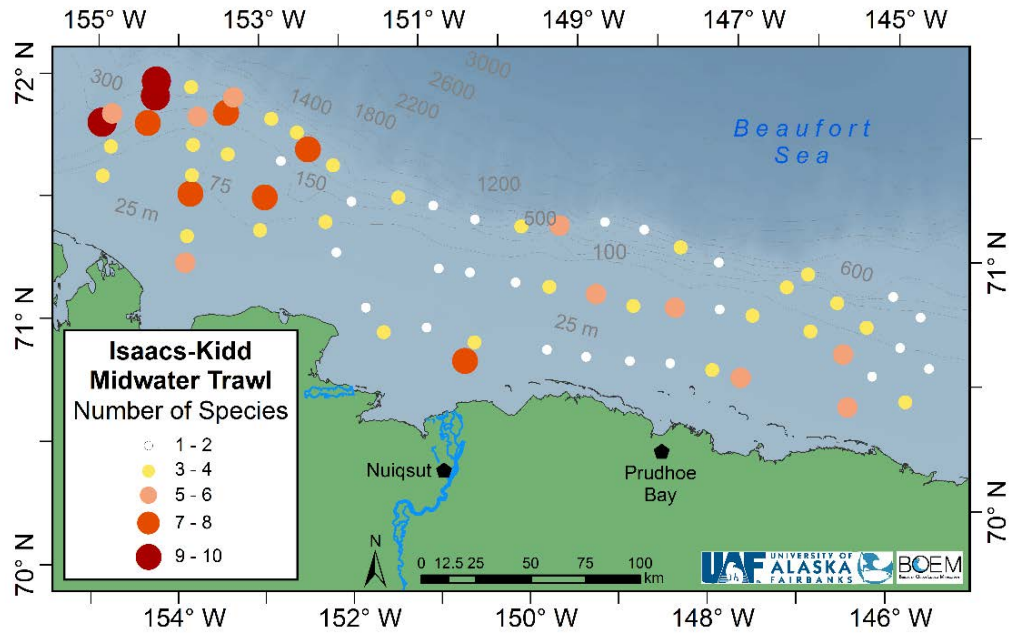 155° W 153° W 151° W 149° W 147° W 145° W
72° N
3000
2600
300
2200
1400
1800
Beaufort
Sea
75
150
1200
25 m
500
100
600
71° N
71° N
25 m
Isaacs-Kidd
Midwater Trawl
Number of Species
1 - 2
3 - 4
5 - 6
7 - 8
9 - 10
Nuiqsut
Prudhoe
Bay
70° N
N
0 12.5 25 50 75 100
km
UAF UNIVERSITY OF
ALASKA
FAIRBANKS
BOEM
70° N
154° W 152° W 150° W 148° W 146° W